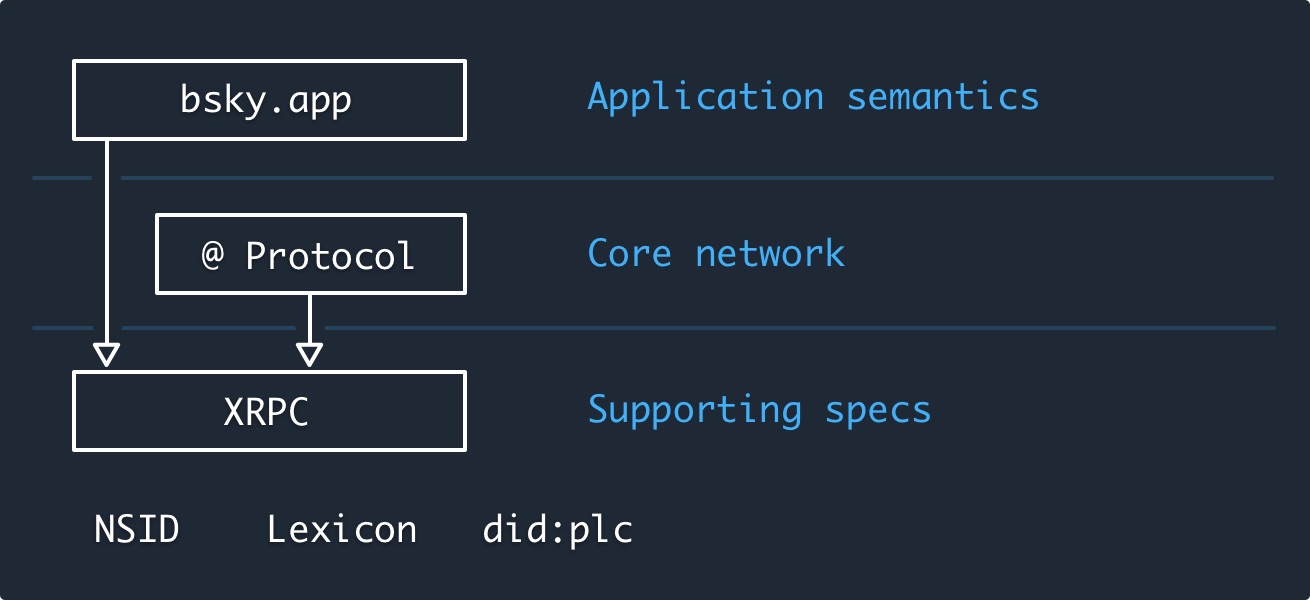 bsky.app
Application semantics
@ Protocol
Core network
XRPC
Supporting specs
NSID Lexicon did:plc